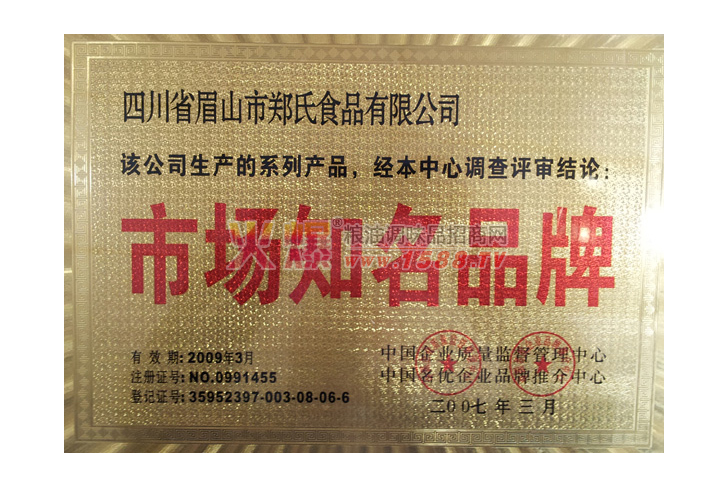 四川省眉山市郑氏食品有限公司
该公司生产的系列产品，经本中心调查评审结论：
市场知名品牌
火爆®粮油调味品招商网
www.1588.TV
有效期：2009年3月
注册证号：NO.0991455
登记证号：35952397-003-08-06-6
中国企业质量监督管理中心
中国名优企业品牌推介中心
二00七年三月